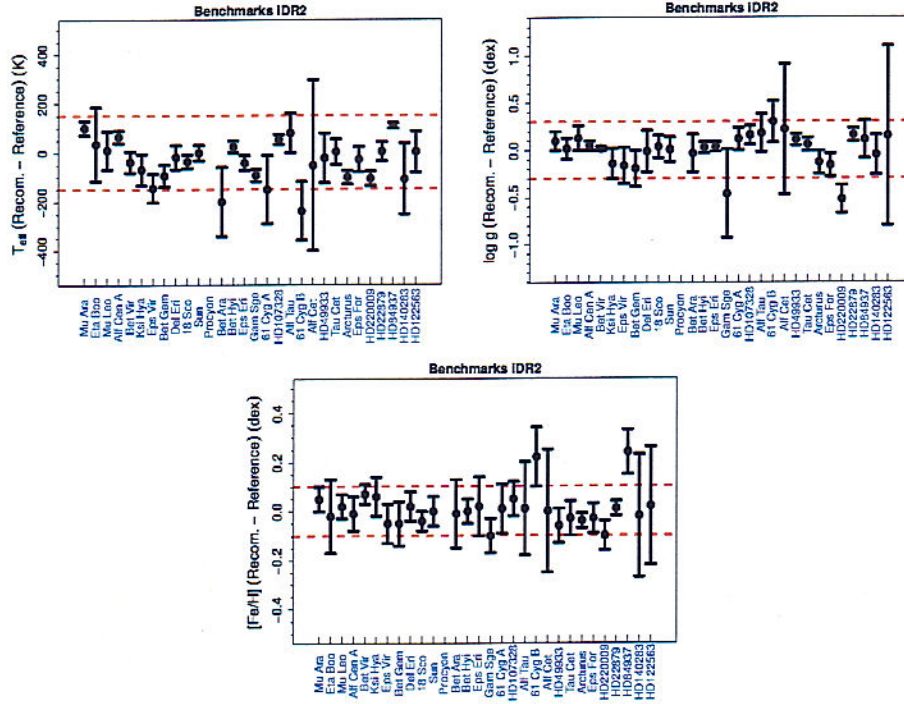 Benchmarks iDR2
Teff (Recom. – Reference) (K)
400
200
0
−200
−400
Mu Ara
Eta Boo
Mu Leo
Alf Cen A
Bet Vir
Ksi Hya
Eps Vir
Bet Gem
Del Eri
18 Sco
Sun
Procyon
Bet Ara
Bet Hyi
Eps Eri
Gam Sge
61 Cyg A
HD107328
Alf Tau
61 Cyg B
Alf Cet
HD49933
Tau Cet
Arcturus
Eps For
HD220009
HD22879
HD84937
HD140283
HD122563
Benchmarks iDR2
log g (Recom. – Reference) (dex)
1.0
0.5
0.0
−0.5
−1.0
Mu Ara
Eta Boo
Mu Leo
Alf Cen A
Bet Vir
Ksi Hya
Eps Vir
Bet Gem
Del Eri
18 Sco
Sun
Procyon
Bet Ara
Bet Hyi
Eps Eri
Gam Sge
61 Cyg A
HD107328
Alf Tau
61 Cyg B
Alf Cet
HD49933
Tau Cet
Arcturus
Eps For
HD220009
HD22879
HD84937
HD140283
HD122563
Benchmarks iDR2
[Fe/H] (Recom. – Reference) (dex)
0.4
0.2
0.0
−0.2
−0.4
Mu Ara
Eta Boo
Mu Leo
Alf Cen A
Bet Vir
Ksi Hya
Eps Vir
Bet Gem
Del Eri
18 Sco
Sun
Procyon
Bet Ara
Bet Hyi
Eps Eri
Gam Sge
61 Cyg A
HD107328
Alf Tau
61 Cyg B
Alf Cet
HD49933
Tau Cet
Arcturus
Eps For
HD220009
HD22879
HD84937
HD140283
HD122563